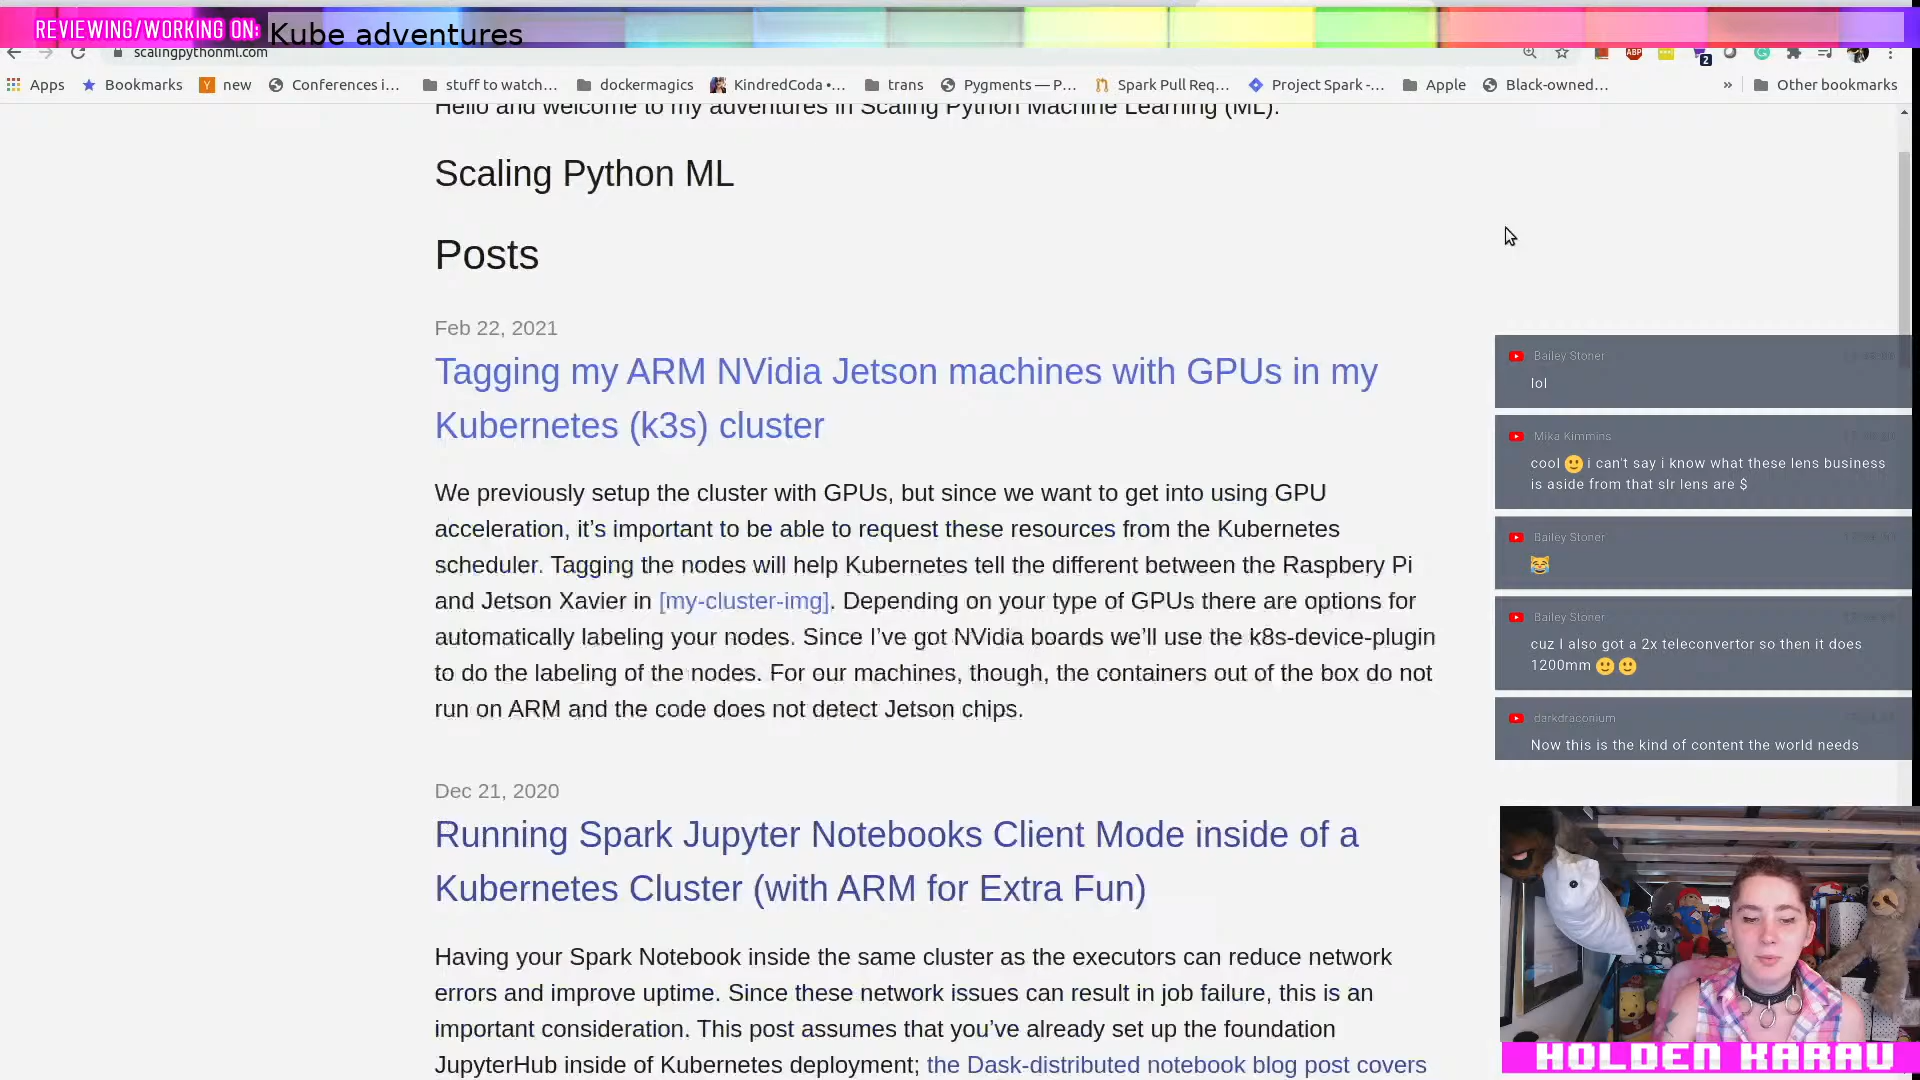 REVIEWING/WORKING ON: Kube adventures
scalingpythonml.com
ABP
2
Apps
Bookmarks
Y new
Conferences i...
stuff to watch...
dockermagics
KindredCoda •...
trans
Pygments — P...
Spark Pull Req...
Project Spark -...
Apple
Black-owned...
»
Other bookmarks
Hello and welcome to my adventures in Scaling Python Machine Learning (ML).
Scaling Python ML
Posts
Feb 22, 2021
Tagging my ARM NVidia Jetson machines with GPUs in my
Kubernetes (k3s) cluster
We previously setup the cluster with GPUs, but since we want to get into using GPU
acceleration, it’s important to be able to request these resources from the Kubernetes
scheduler. Tagging the nodes will help Kubernetes tell the different between the Raspbery Pi
and Jetson Xavier in [my-cluster-img]. Depending on your type of GPUs there are options for
automatically labeling your nodes. Since I’ve got NVidia boards we’ll use the k8s-device-plugin
to do the labeling of the nodes. For our machines, though, the containers out of the box do not
run on ARM and the code does not detect Jetson chips.
Dec 21, 2020
Running Spark Jupyter Notebooks Client Mode inside of a
Kubernetes Cluster (with ARM for Extra Fun)
Having your Spark Notebook inside the same cluster as the executors can reduce network
errors and improve uptime. Since these network issues can result in job failure, this is an
important consideration. This post assumes that you’ve already set up the foundation
JupyterHub inside of Kubernetes deployment; the Dask-distributed notebook blog post covers
Bailey Stoner
lol
Mika Kimmins
cool 🙂 i can't say i know what these lens business
is aside from that slr lens are $
Bailey Stoner
😹
Bailey Stoner
cuz I also got a 2x teleconvertor so then it does
1200mm 🙂🙂
darkdraconium
Now this is the kind of content the world needs
HOLDEN KARAU